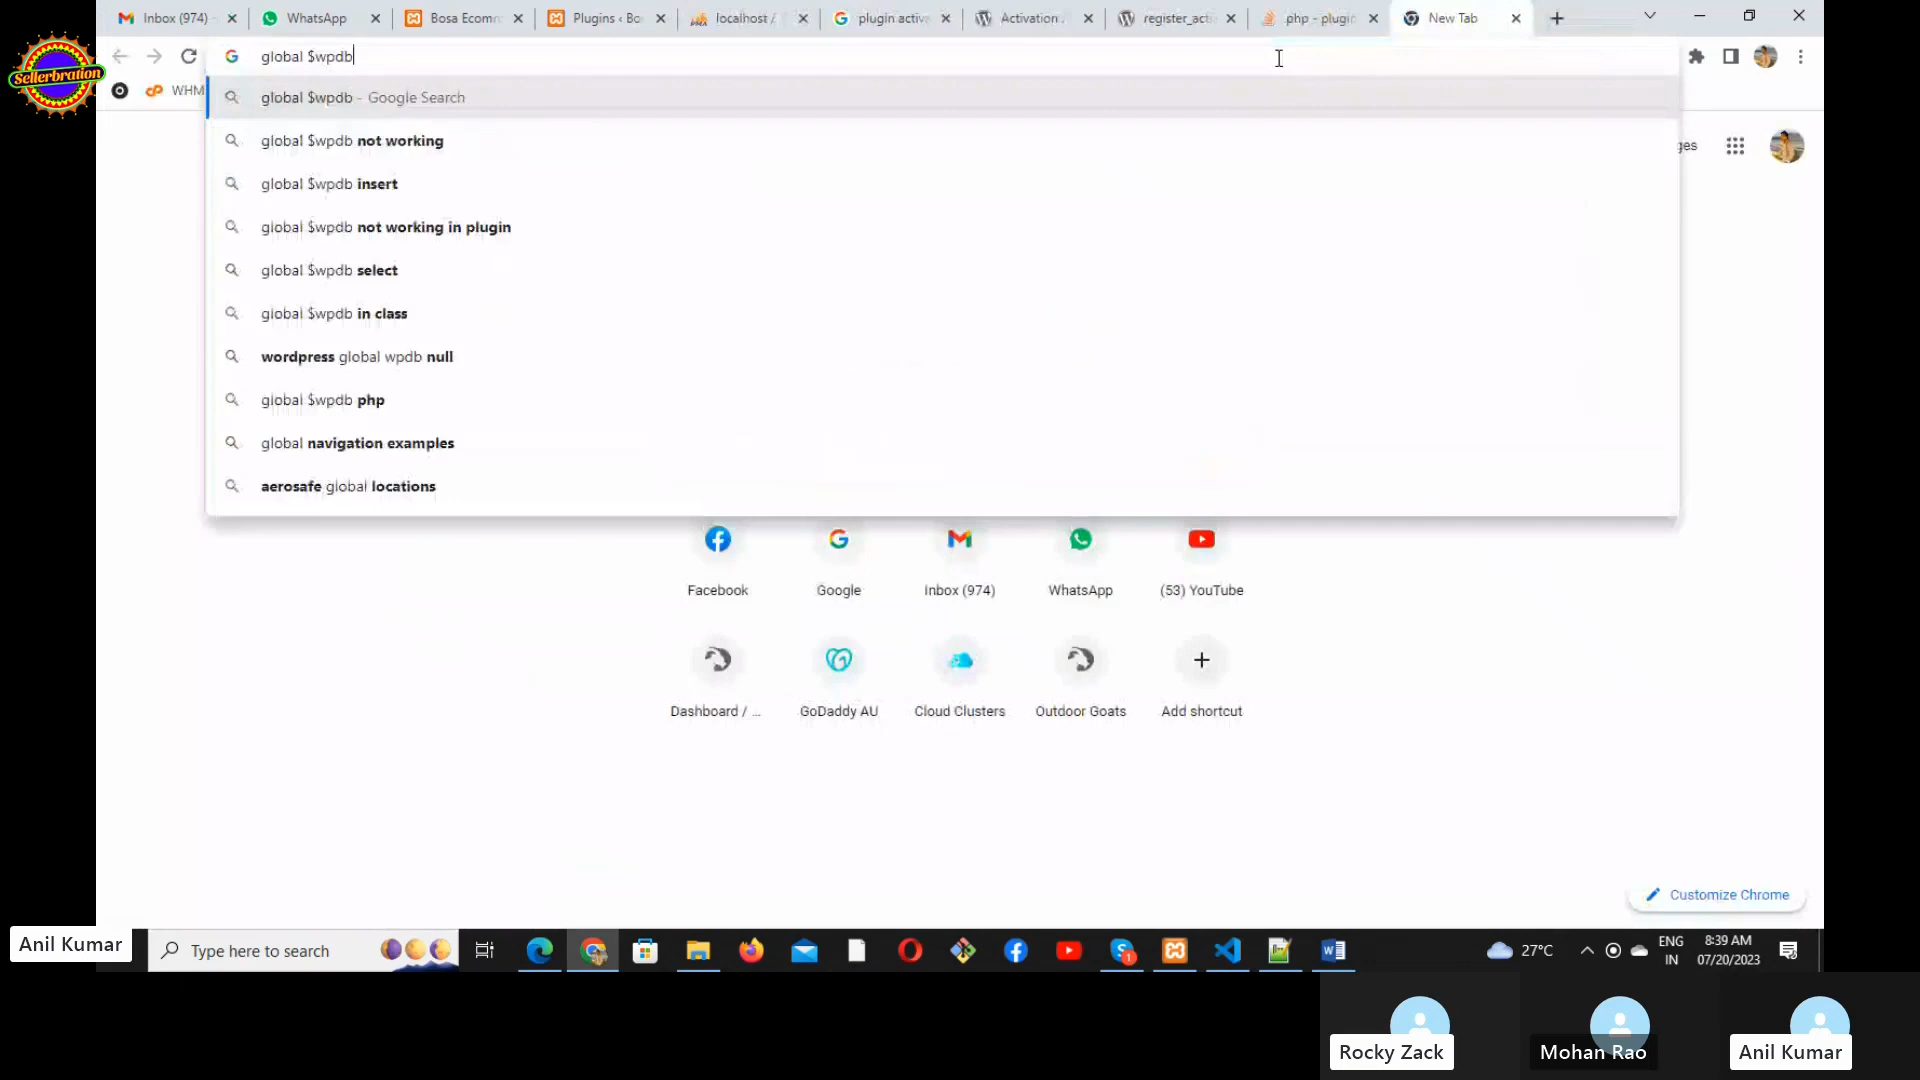 Inbox (974)
WhatsApp
Bosa Ecomm
Plugins ‹ Bo
localhost /
plugin activ
Activation
register_acti
php - plugin
New Tab
Sellerbration
global $wpdb
WHM
global $wpdb - Google Search
global $wpdb not working
global $wpdb insert
global $wpdb not working in plugin
global $wpdb select
global $wpdb in class
wordpress global wpdb null
global $wpdb php
global navigation examples
aerosafe global locations
ges
Facebook
Google
Inbox (974)
WhatsApp
(53) YouTube
Dashboard / ...
GoDaddy AU
Cloud Clusters
Outdoor Goats
Add shortcut
Customize Chrome
Anil Kumar
Type here to search
27°C
ENG
IN
8:39 AM
07/20/2023
Rocky Zack
Mohan Rao
Anil Kumar